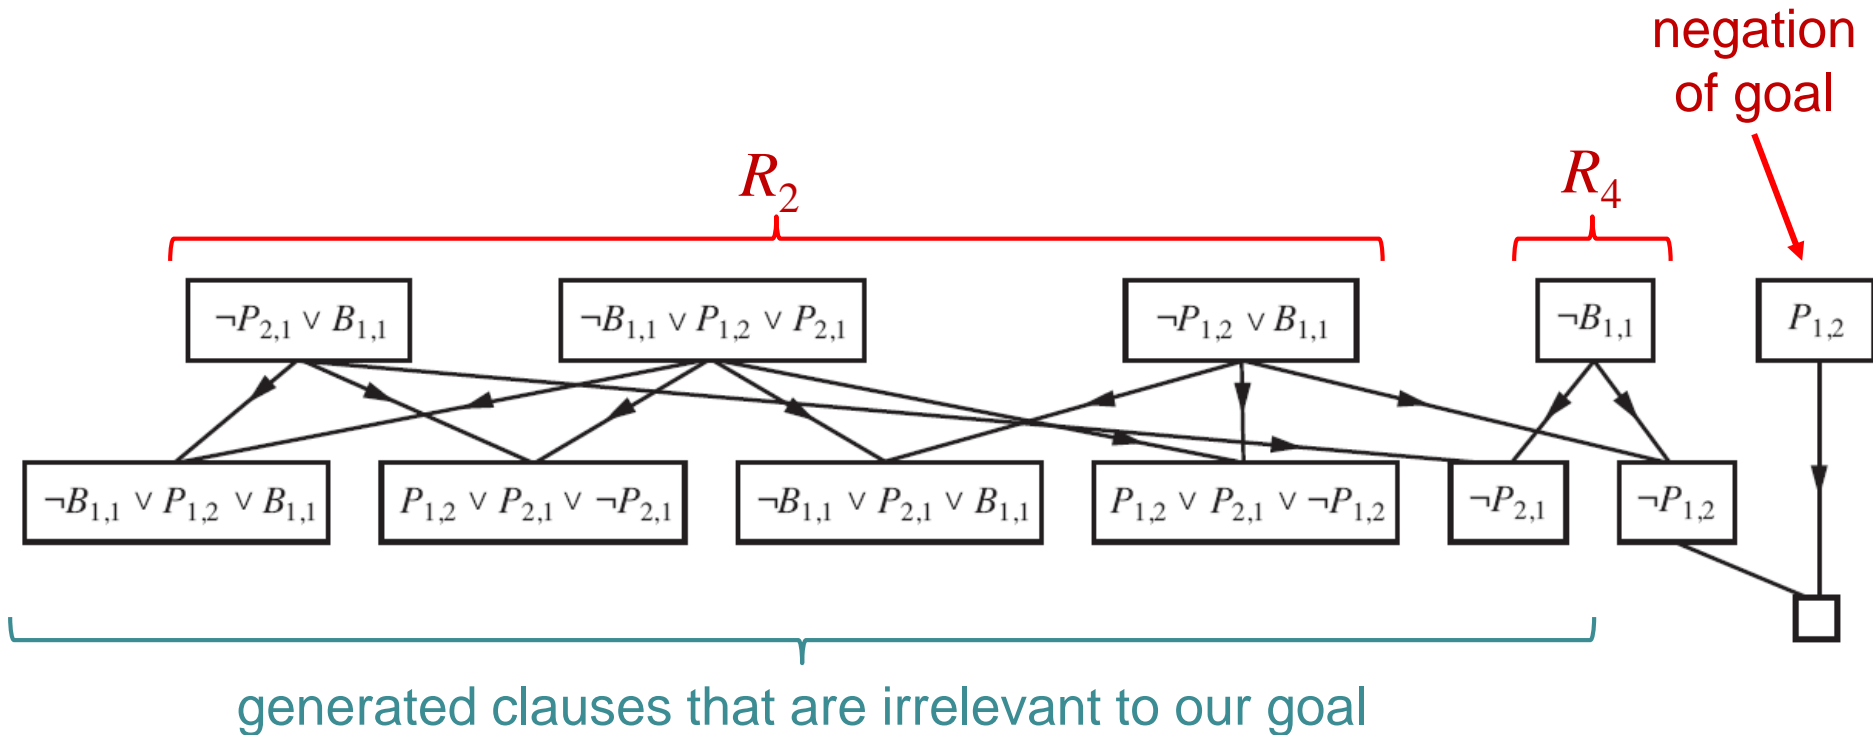 negation
of goal
R₂
R₄
¬P₂,₁ ∨ B₁,₁
¬B₁,₁ ∨ P₁,₂ ∨ P₂,₁
¬P₁,₂ ∨ B₁,₁
¬B₁,₁
P₁,₂
¬B₁,₁ ∨ P₁,₂ ∨ B₁,₁
P₁,₂ ∨ P₂,₁ ∨ ¬P₂,₁
¬B₁,₁ ∨ P₂,₁ ∨ B₁,₁
P₁,₂ ∨ P₂,₁ ∨ ¬P₁,₂
¬P₂,₁
¬P₁,₂
generated clauses that are irrelevant to our goal